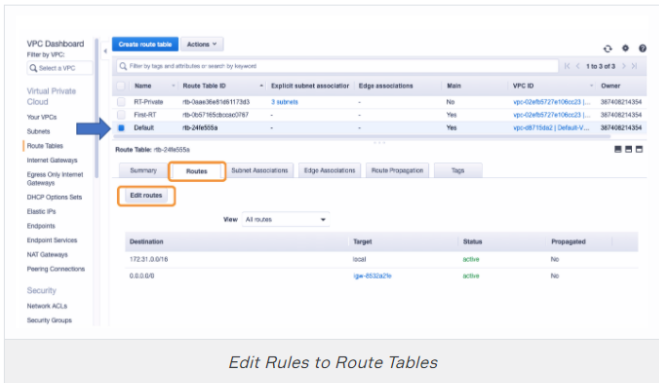 VPC Dashboard
Filter by VPC:
Select a VPC
Virtual Private
Cloud
Your VPCs
Subnets
Route Tables
Internet Gateways
Egress Only Internet
Gateways
DHCP Options Sets
Elastic IPs
Endpoints
Endpoint Services
NAT Gateways
Peering Connections
Security
Network ACLs
Security Groups
Create route table Actions
Filter by tags and attributes or search by keyword 1 to 3 of 3
Name Route Table ID Explicit subnet associator Edge associations Main VPC ID Owner
RT-Private 3 subnets - No 387408214354
First-RT - - Yes 387408214354
Default rtb-24fe555a - - Yes 387408214354
Route Table: rtb-24fe555a
Summary Routes Subnet Associations Edge Associations Route Propagation Tags
Edit routes
View All routes
Destination Target Status Propagated
172.31.0.0/16 local active No
0.0.0.0/0 active No
Edit Rules to Route Tables